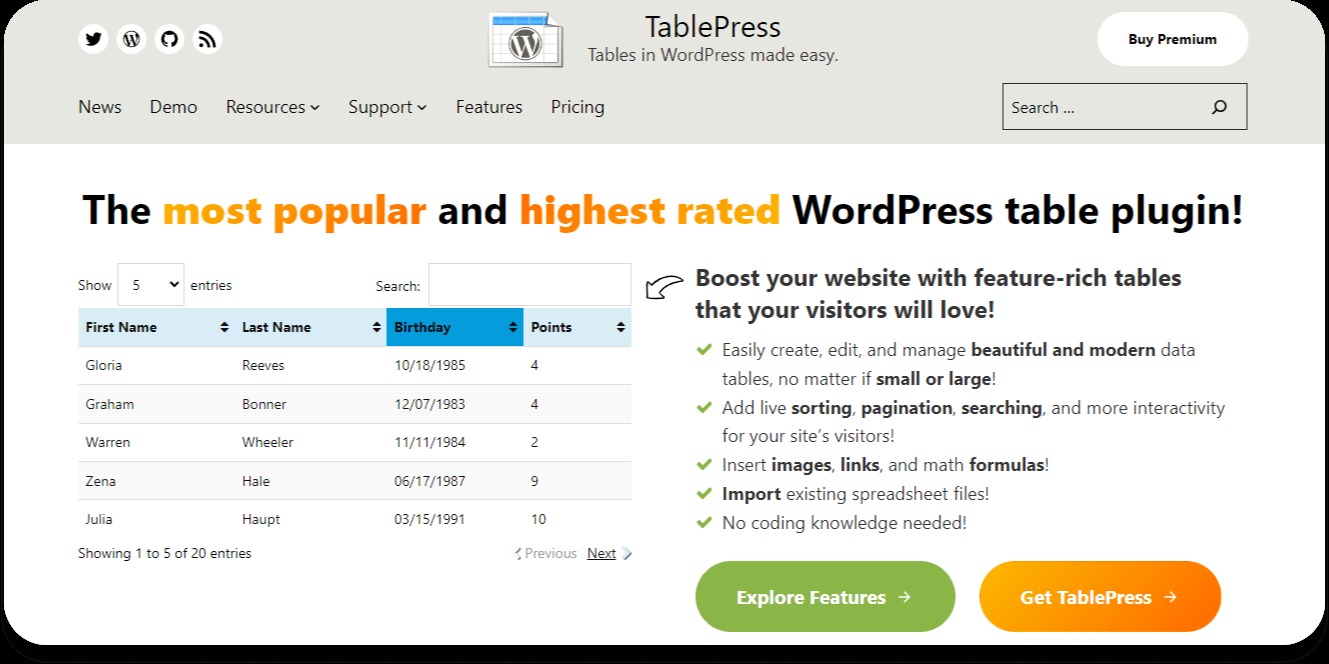 TablePress
Tables in WordPress made easy.
Buy Premium
News Demo Resources Support Features Pricing
Search ...
The most popular and highest rated WordPress table plugin!
Show 5 entries Search:
First Name Last Name Birthday Points
Gloria Reeves 10/18/1985 4
Graham Bonner 12/07/1983 4
Warren Wheeler 11/11/1984 2
Zena Hale 06/17/1987 9
Julia Haupt 03/15/1991 10
Showing 1 to 5 of 20 entries Previous Next
Boost your website with feature-rich tables
that your visitors will love!
Easily create, edit, and manage beautiful and modern data
tables, no matter if small or large!
Add live sorting, pagination, searching, and more interactivity
for your site's visitors!
Insert images, links, and math formulas!
Import existing spreadsheet files!
No coding knowledge needed!
Explore Features → Get TablePress →